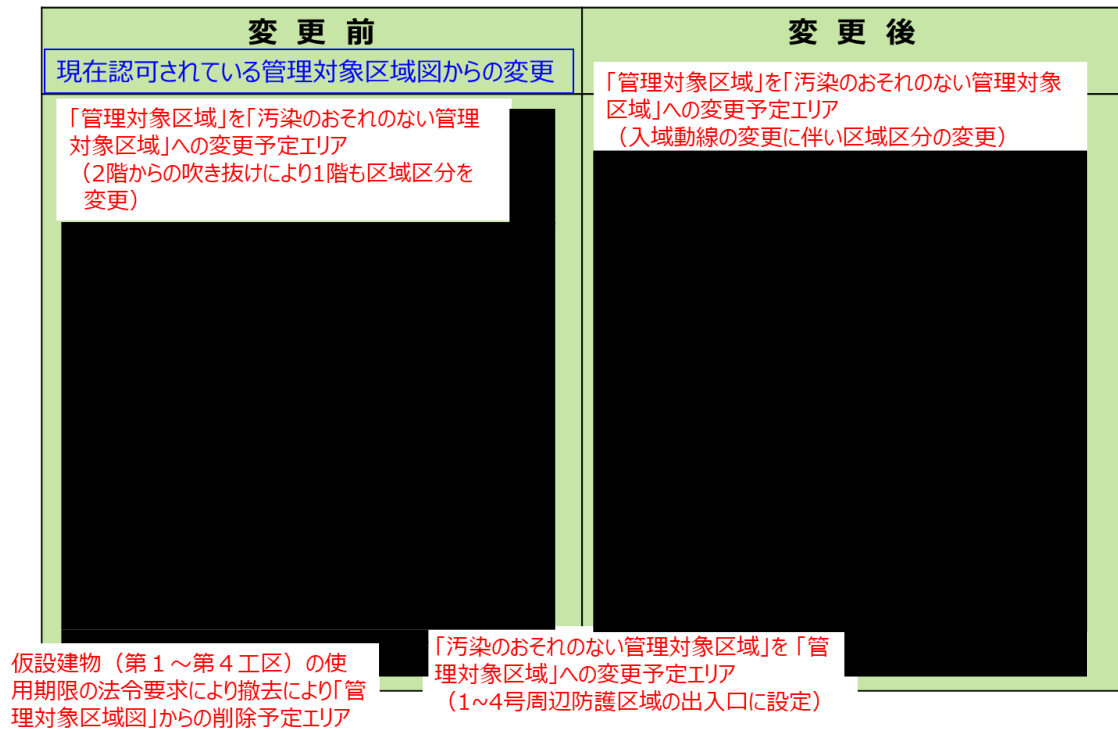 変更前
変更後
現在認可されている管理対象区域図からの変更
「管理対象区域」を「汚染のおそれのない管理
対象区域」への変更予定エリア
（2階からの吹き抜けにより1階も区域区分を
変更）
「管理対象区域」を「汚染のおそれのない管理対象
区域」への変更予定エリア
（入域動線の変更に伴い区域区分の変更）
仮設建物（第１～第４工区）の使
用期限の法令要求により撤去により「管
理対象区域図」からの削除予定エリア
「汚染のおそれのない管理対象区域」を「管
理対象区域」への変更予定エリア
（1~4号周辺防護区域の出入口に設定）